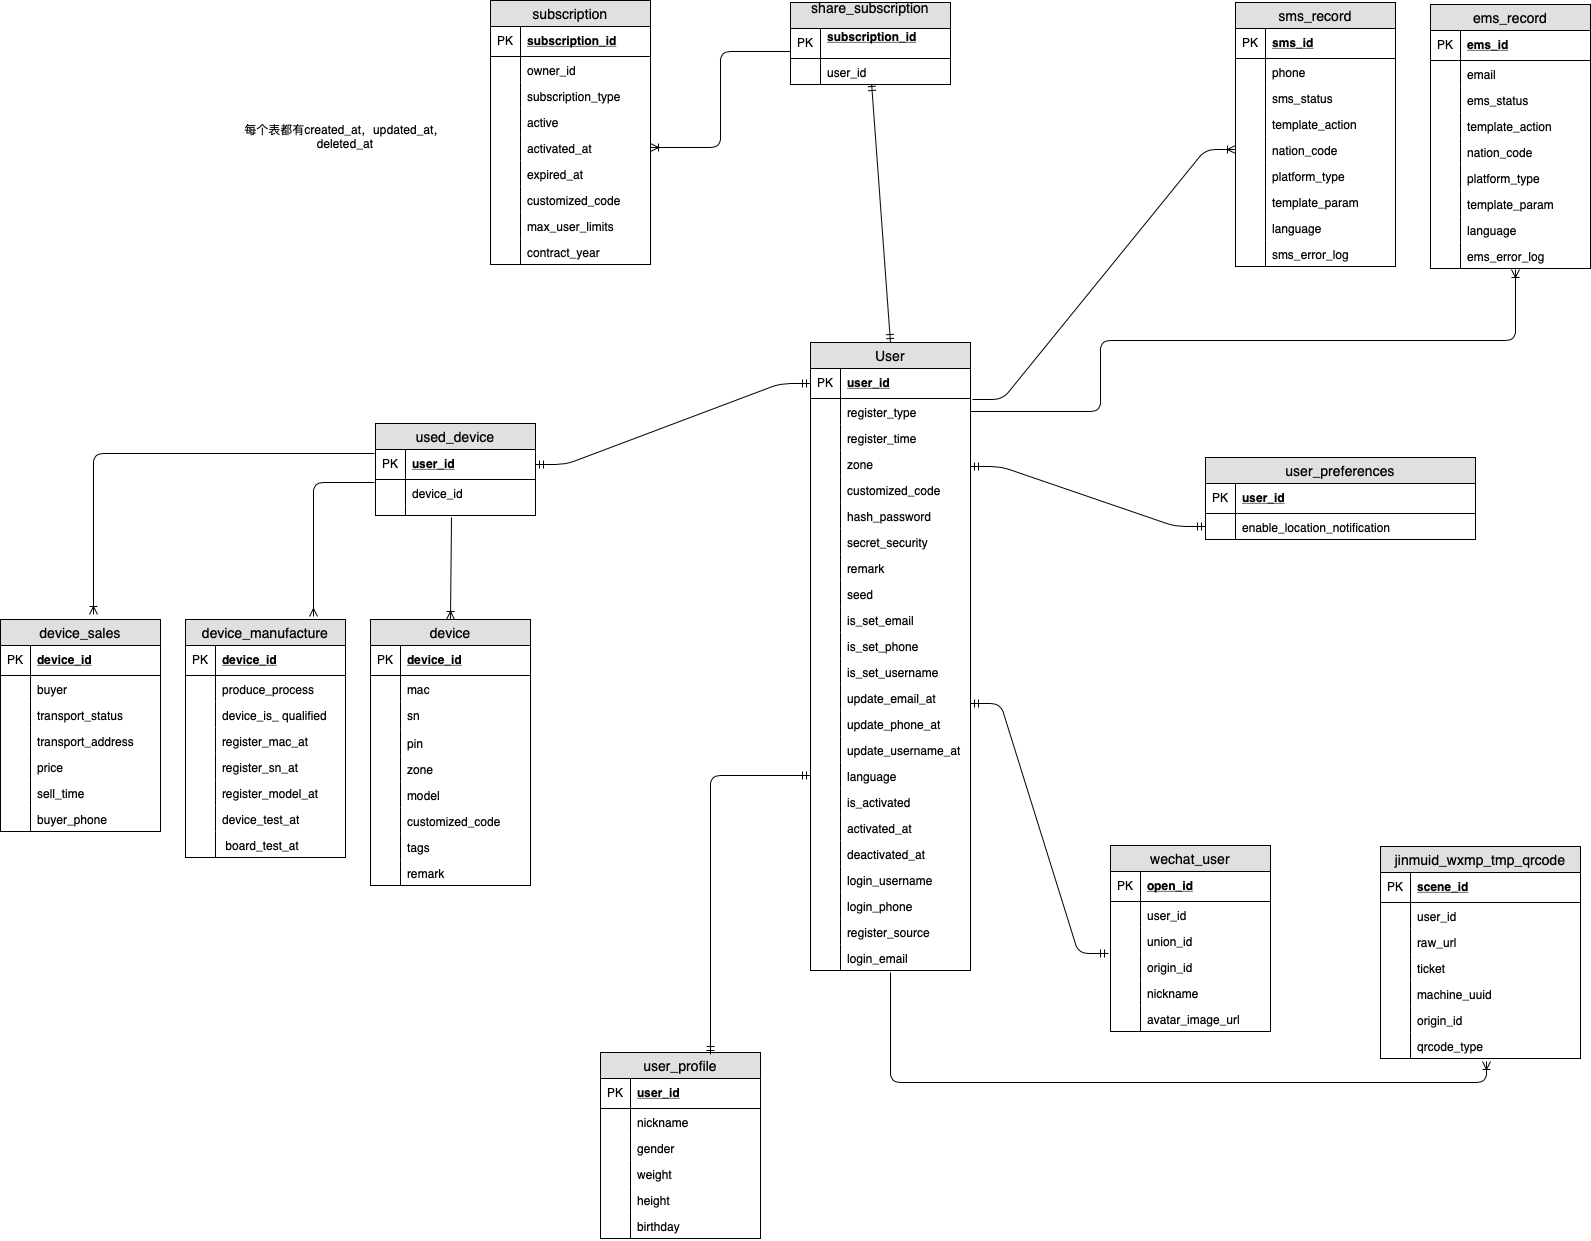 subscription
PK subscription_id
owner_id
subscription_type
active
activated_at
expired_at
customized_code
max_user_limits
contract_year
share_subscription
PK subscription_id
user_id
sms_record
PK sms_id
phone
sms_status
template_action
nation_code
platform_type
template_param
language
sms_error_log
ems_record
PK ems_id
email
ems_status
template_action
nation_code
platform_type
template_param
language
ems_error_log
每个表都有created_at, updated_at,
deleted_at
User
PK user_id
register_type
register_time
zone
customized_code
hash_password
secret_security
remark
seed
is_set_email
is_set_phone
is_set_username
update_email_at
update_phone_at
update_username_at
language
is_activated
activated_at
deactivated_at
login_username
login_phone
register_source
login_email
used_device
PK user_id
device_id
user_preferences
PK user_id
enable_location_notification
device_sales
PK device_id
buyer
transport_status
transport_address
price
sell_time
buyer_phone
device_manufacture
PK device_id
produce_process
device_is_ qualified
register_mac_at
register_sn_at
register_model_at
device_test_at
board_test_at
device
PK device_id
mac
sn
pin
zone
model
customized_code
tags
remark
wechat_user
PK open_id
user_id
union_id
origin_id
nickname
avatar_image_url
jinmuid_wxmp_tmp_qrcode
PK scene_id
user_id
raw_url
ticket
machine_uuid
origin_id
qrcode_type
user_profile
PK user_id
nickname
gender
weight
height
birthday